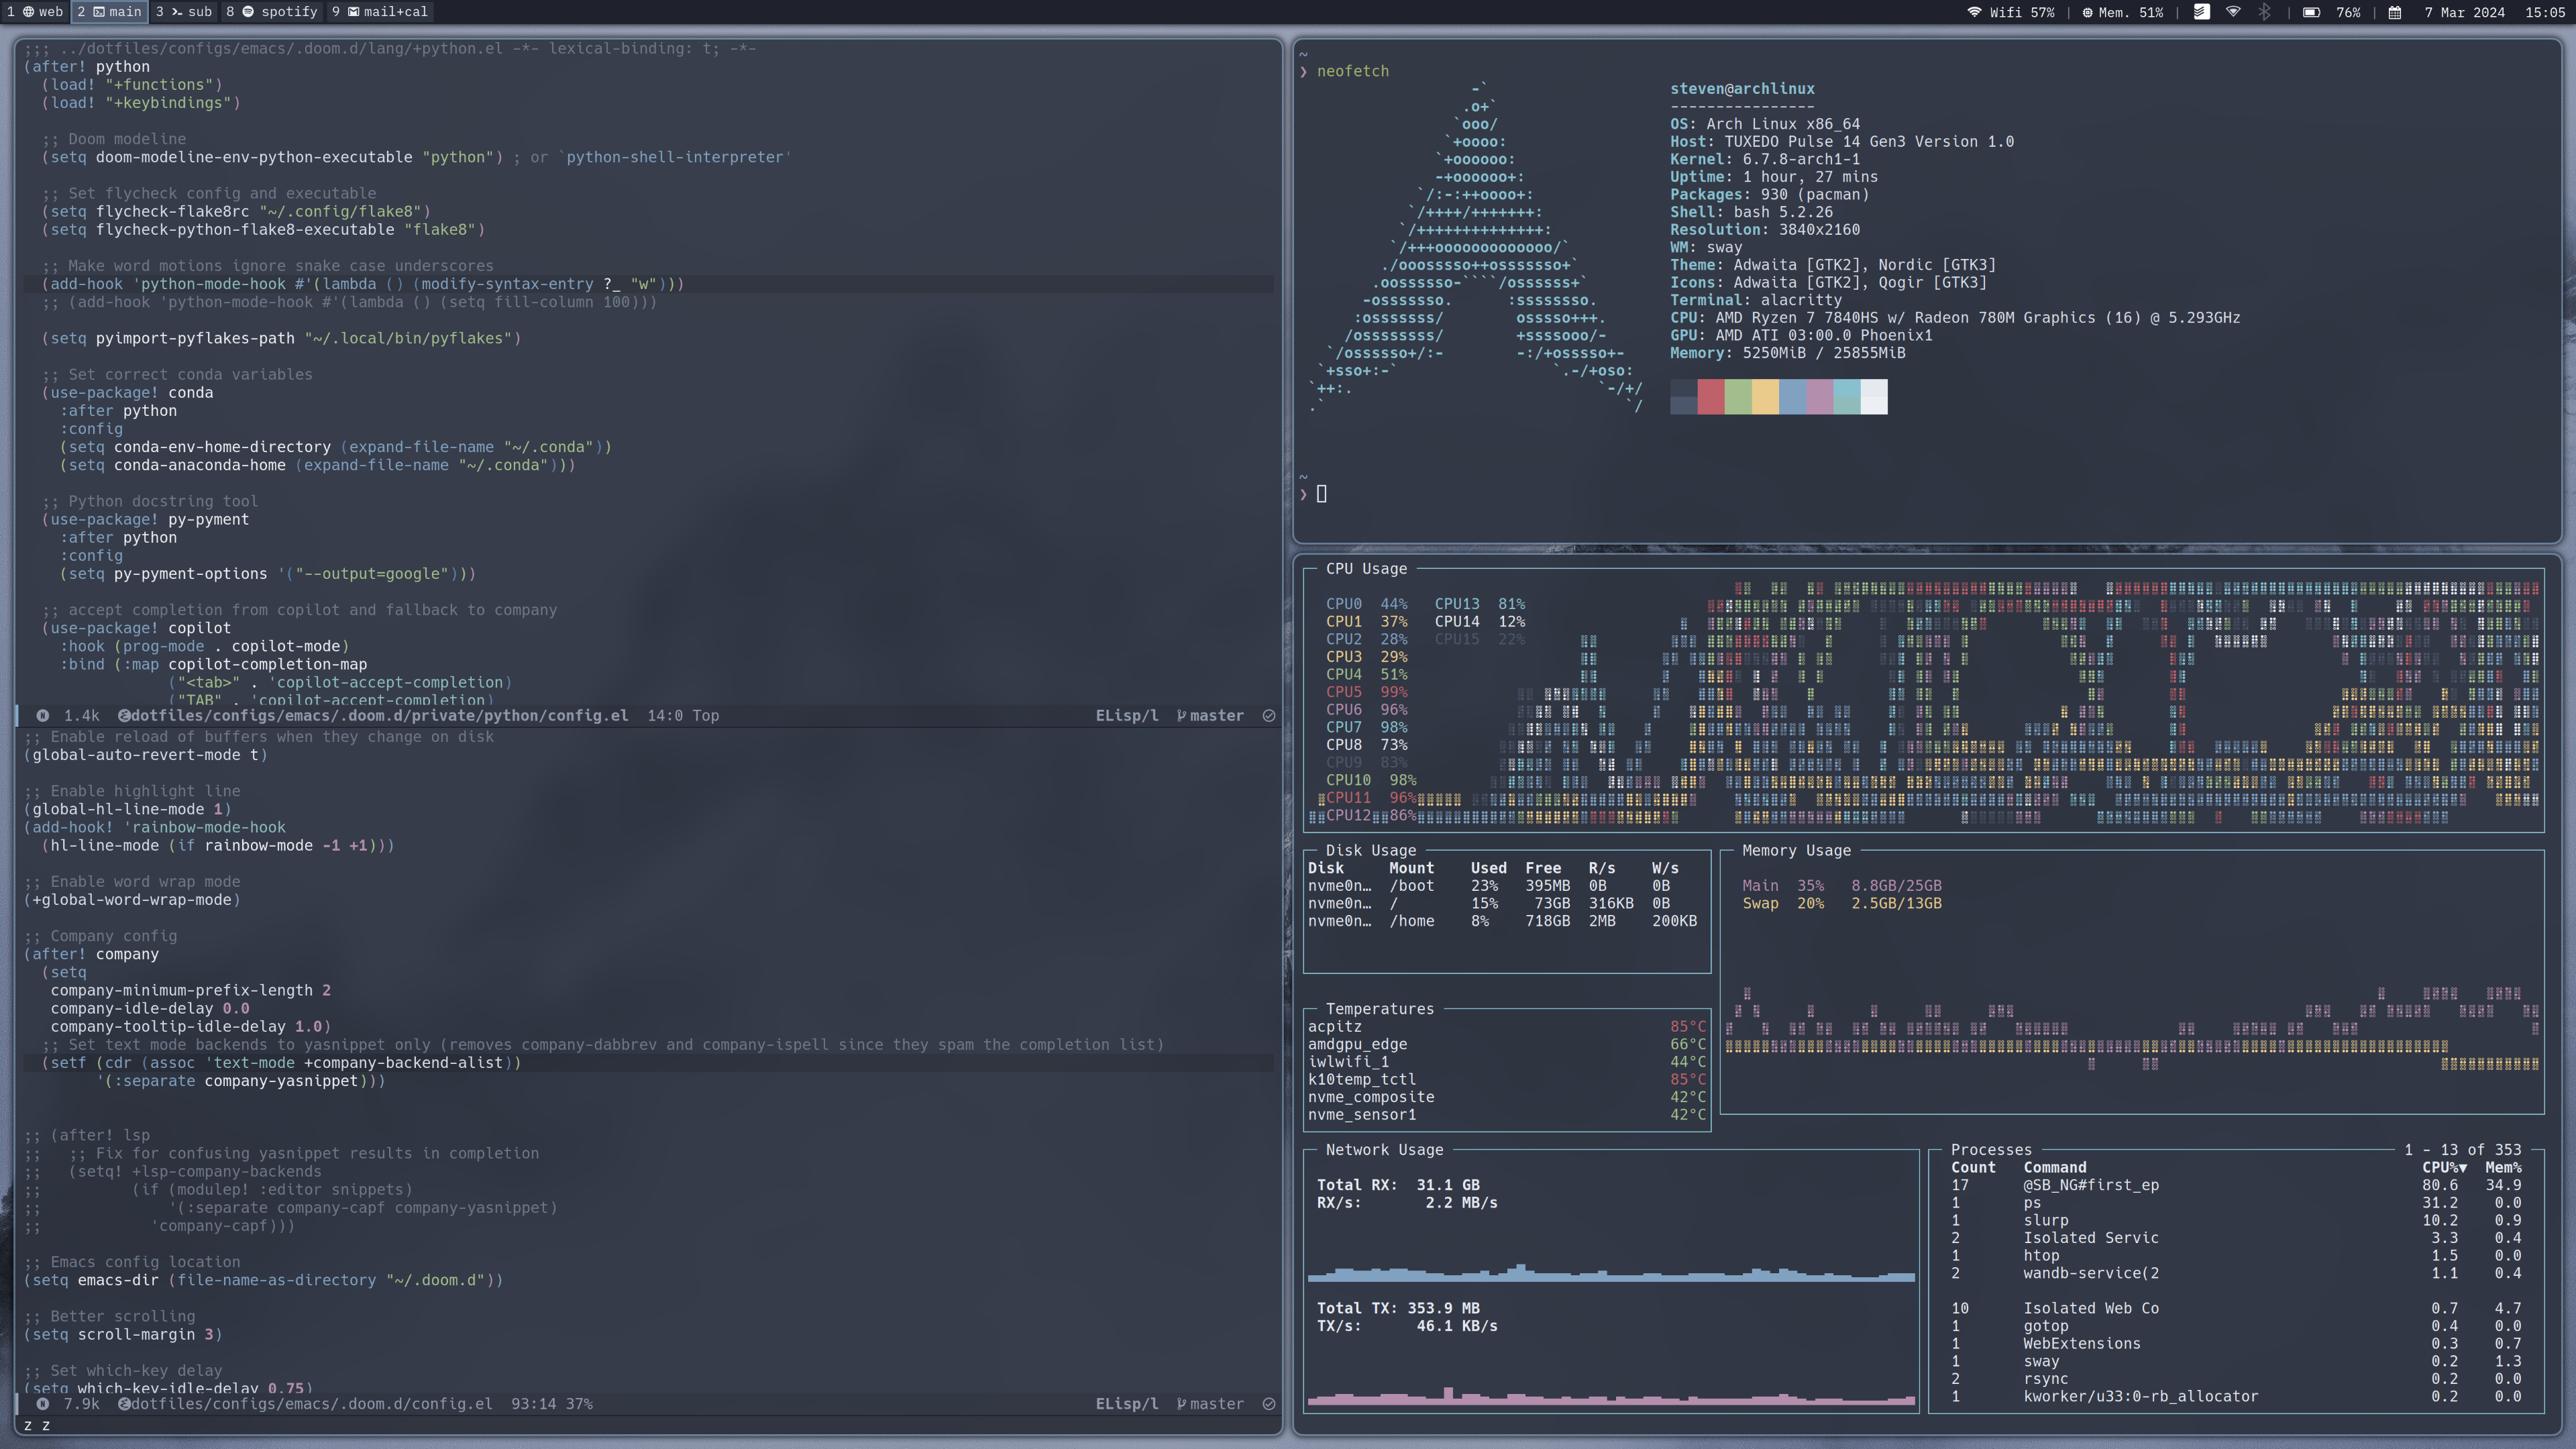 1 web 2 main 3 sub 8 spotify 9 mail+cal
Wifi 57% | Mem. 51% | | 76% | 7 Mar 2024 15:05
;;; ../dotfiles/configs/emacs/.doom.d/lang/+python.el -*- lexical-binding: t; -*-
(after! python
  (load! "+functions")
  (load! "+keybindings")
  ;; Doom modeline
  (setq doom-modeline-env-python-executable "python") ; or `python-shell-interpreter'
  ;; Set flycheck config and executable
  (setq flycheck-flake8rc "~/.config/flake8")
  (setq flycheck-python-flake8-executable "flake8")
  ;; Make word motions ignore snake case underscores
  (add-hook 'python-mode-hook #'(lambda () (modify-syntax-entry ?_ "w")))
  ;; (add-hook 'python-mode-hook #'(lambda () (setq fill-column 100)))
  (setq pyimport-pyflakes-path "~/.local/bin/pyflakes")
  ;; Set correct conda variables
  (use-package! conda
    :after python
    :config
    (setq conda-env-home-directory (expand-file-name "~/.conda"))
    (setq conda-anaconda-home (expand-file-name "~/.conda")))
  ;; Python docstring tool
  (use-package! py-pyment
    :after python
    :config
    (setq py-pyment-options '("--output=google")))
  ;; accept completion from copilot and fallback to company
  (use-package! copilot
    :hook (prog-mode . copilot-mode)
    :bind (:map copilot-completion-map
                ("<tab>" . 'copilot-accept-completion)
                ("TAB" . 'copilot-accept-completion)
1.4k dotfiles/configs/emacs/.doom.d/private/python/config.el 14:0 Top ELisp/l master
;; Enable reload of buffers when they change on disk
(global-auto-revert-mode t)
;; Enable highlight line
(global-hl-line-mode 1)
(add-hook! 'rainbow-mode-hook
  (hl-line-mode (if rainbow-mode -1 +1)))
;; Enable word wrap mode
(+global-word-wrap-mode)
;; Company config
(after! company
  (setq
   company-minimum-prefix-length 2
   company-idle-delay 0.0
   company-tooltip-idle-delay 1.0)
  ;; Set text mode backends to yasnippet only (removes company-dabbrev and company-ispell since they spam the completion list)
  (setf (cdr (assoc 'text-mode +company-backend-alist))
        '(:separate company-yasnippet)))
;; (after! lsp
;;   ;; Fix for confusing yasnippet results in completion
;;   (setq! +lsp-company-backends
;;          (if (modulep! :editor snippets)
;;              '(:separate company-capf company-yasnippet)
;;            'company-capf)))
;; Emacs config location
(setq emacs-dir (file-name-as-directory "~/.doom.d"))
;; Better scrolling
(setq scroll-margin 3)
;; Set which-key delay
(setq which-key-idle-delay 0.75)
7.9k dotfiles/configs/emacs/.doom.d/config.el 93:14 37% ELisp/l master
z z
~
❯ neofetch
steven@archlinux
----------------
OS: Arch Linux x86_64
Host: TUXEDO Pulse 14 Gen3 Version 1.0
Kernel: 6.7.8-arch1-1
Uptime: 1 hour, 27 mins
Packages: 930 (pacman)
Shell: bash 5.2.26
Resolution: 3840x2160
WM: sway
Theme: Adwaita [GTK2], Nordic [GTK3]
Icons: Adwaita [GTK2], Qogir [GTK3]
Terminal: alacritty
CPU: AMD Ryzen 7 7840HS w/ Radeon 780M Graphics (16) @ 5.293GHz
GPU: AMD ATI 03:00.0 Phoenix1
Memory: 5250MiB / 25855MiB
~
❯
CPU Usage
CPU0 44% CPU13 81%
CPU1 37% CPU14 12%
CPU2 28% CPU15 22%
CPU3 29%
CPU4 51%
CPU5 99%
CPU6 96%
CPU7 98%
CPU8 73%
CPU9 83%
CPU10 98%
CPU11 96%
CPU12 86%
Disk Usage
Disk Mount Used Free R/s W/s
nvme0n… /boot 23% 395MB 0B 0B
nvme0n… / 15% 73GB 316KB 0B
nvme0n… /home 8% 718GB 2MB 200KB
Memory Usage
Main 35% 8.8GB/25GB
Swap 20% 2.5GB/13GB
Temperatures
acpitz 85°C
amdgpu_edge 66°C
iwlwifi_1 44°C
k10temp_tctl 85°C
nvme_composite 42°C
nvme_sensor1 42°C
Network Usage
Total RX: 31.1 GB
RX/s: 2.2 MB/s
Total TX: 353.9 MB
TX/s: 46.1 KB/s
Processes 1 - 13 of 353
Count Command CPU%▼ Mem%
17 @SB_NG#first_ep 80.6 34.9
1 ps 31.2 0.0
1 slurp 10.2 0.9
2 Isolated Servic 3.3 0.4
1 htop 1.5 0.0
2 wandb-service(2 1.1 0.4
10 Isolated Web Co 0.7 4.7
1 gotop 0.4 0.0
1 WebExtensions 0.3 0.7
1 sway 0.2 1.3
2 rsync 0.2 0.0
1 kworker/u33:0-rb_allocator 0.2 0.0